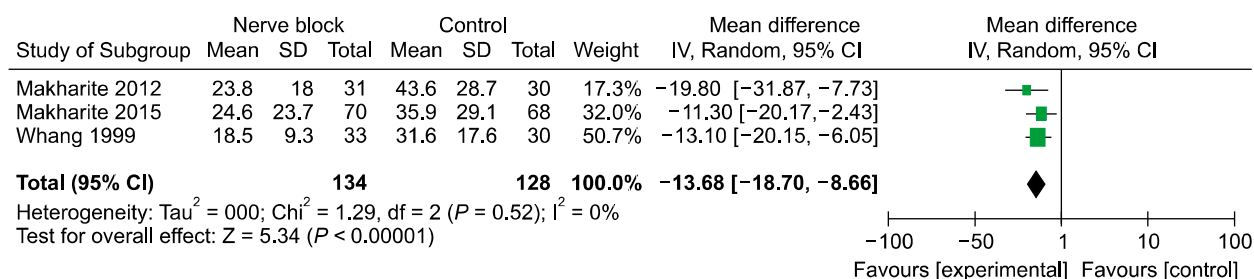 Nerve block Control Mean difference Mean difference
Study of Subgroup Mean SD Total Mean SD Total Weight IV, Random, 95% CI IV, Random, 95% CI
Makharite 2012 23.8 18 31 43.6 28.7 30 17.3% −19.80 [−31.87, −7.73]
Makharite 2015 24.6 23.7 70 35.9 29.1 68 32.0% −11.30 [−20.17, −2.43]
Whang 1999 18.5 9.3 33 31.6 17.6 30 50.7% −13.10 [−20.15, −6.05]
Total (95% CI) 134 128 100.0% −13.68 [−18.70, −8.66]
Heterogeneity: Tau² = 000; Chi² = 1.29, df = 2 (P = 0.52); I² = 0%
Test for overall effect: Z = 5.34 (P < 0.00001)
−100 −50 1 10 100
Favours [experimental] Favours [control]